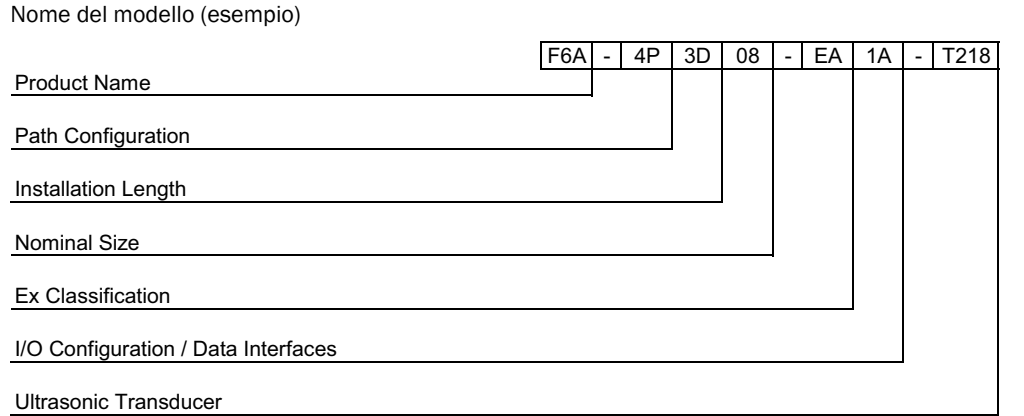 Nome del modello (esempio)
F6A - 4P 3D 08 - EA 1A - T218
Product Name
Path Configuration
Installation Length
Nominal Size
Ex Classification
I/O Configuration / Data Interfaces
Ultrasonic Transducer